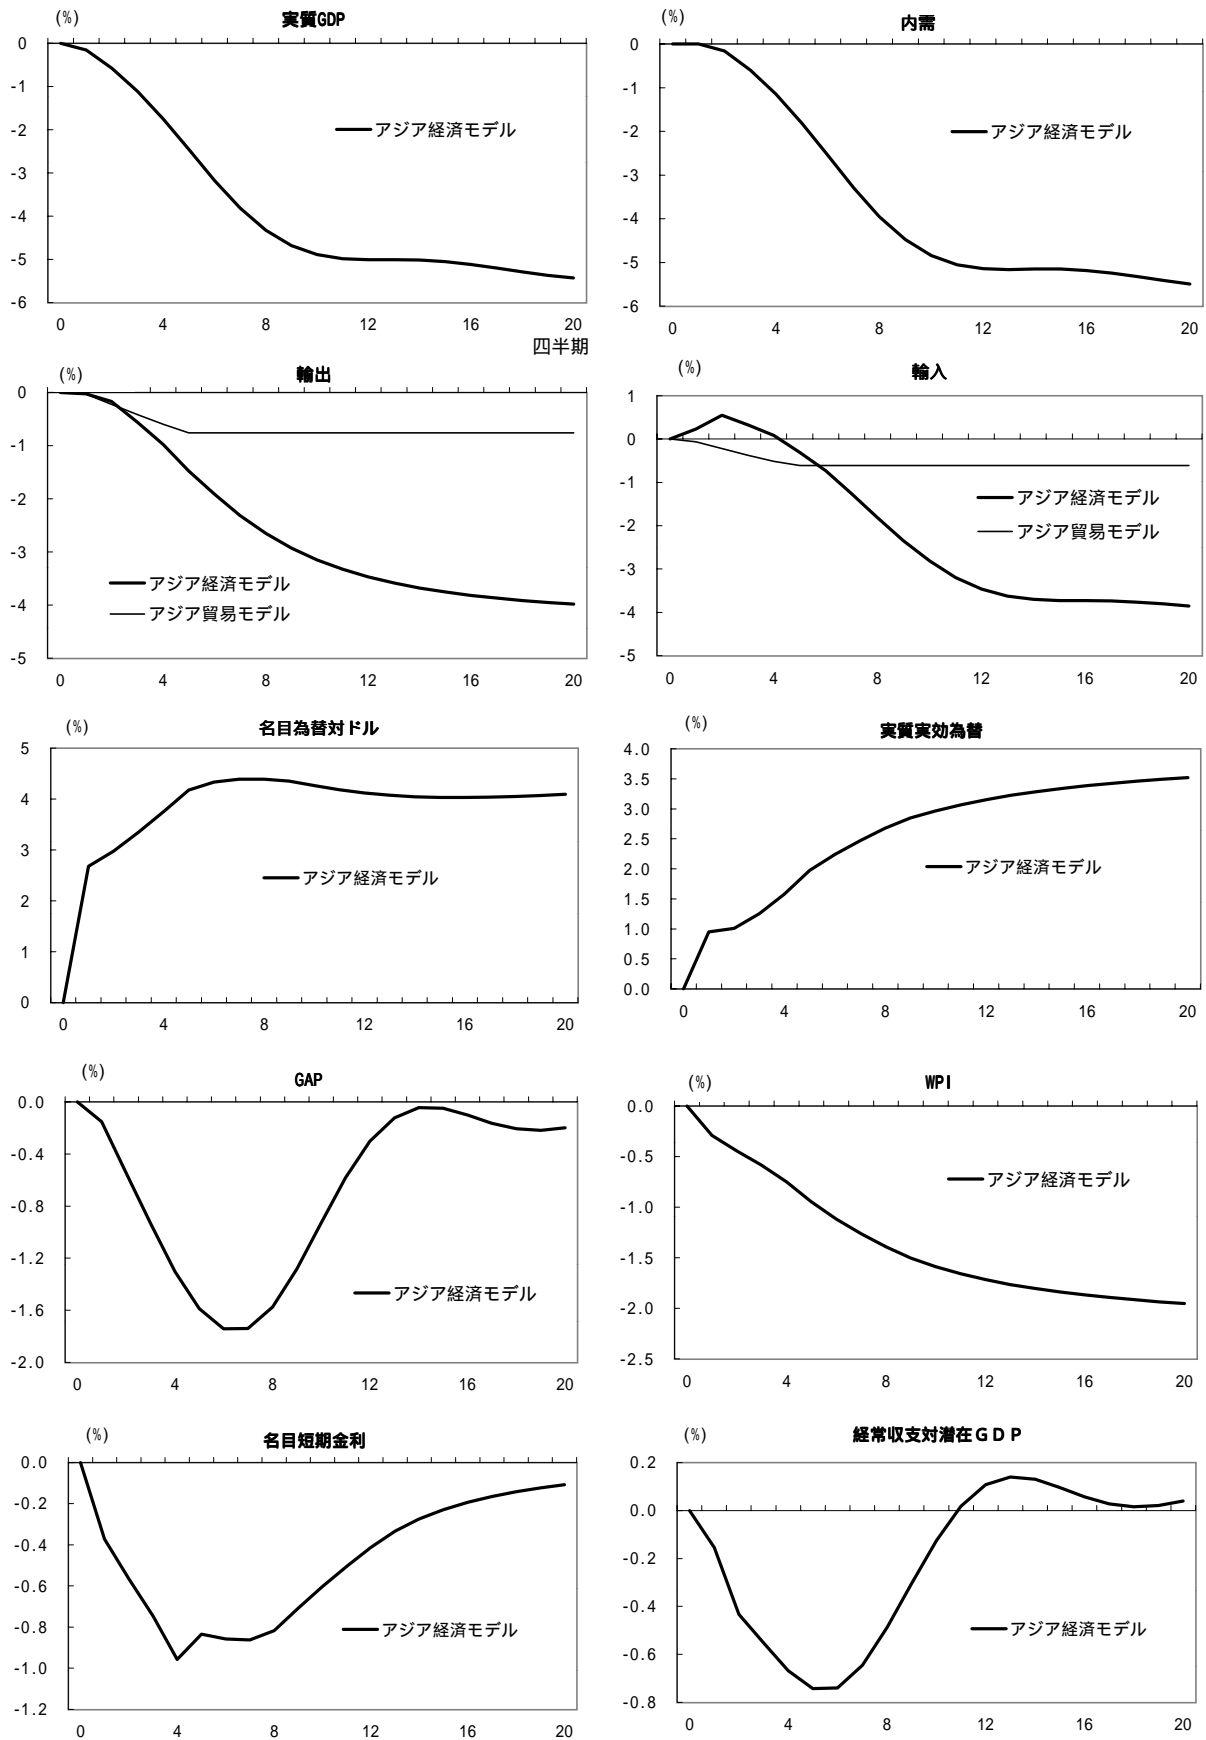 (%)
実質GDP
0
-1
-2
-3
-4
-5
-6
アジア経済モデル
0 4 8 12 16 20
四半期
(%)
内需
0
-1
-2
-3
-4
-5
-6
アジア経済モデル
0 4 8 12 16 20
(%)
輸出
0
-1
-2
-3
-4
-5
アジア経済モデル
アジア貿易モデル
0 4 8 12 16 20
(%)
輸入
1
0
-1
-2
-3
-4
-5
アジア経済モデル
アジア貿易モデル
0 4 8 12 16 20
(%)
名目為替対ドル
5
4
3
2
1
0
アジア経済モデル
0 4 8 12 16 20
(%)
実質実効為替
4.0
3.5
3.0
2.5
2.0
1.5
1.0
0.5
0.0
アジア経済モデル
0 4 8 12 16 20
(%)
GAP
0.0
-0.4
-0.8
-1.2
-1.6
-2.0
アジア経済モデル
0 4 8 12 16 20
(%)
WPI
0.0
-0.5
-1.0
-1.5
-2.0
-2.5
アジア経済モデル
0 4 8 12 16 20
(%)
名目短期金利
0.0
-0.2
-0.4
-0.6
-0.8
-1.0
-1.2
アジア経済モデル
0 4 8 12 16 20
(%)
経常収支対潜在ＧＤＰ
0.2
0.0
-0.2
-0.4
-0.6
-0.8
アジア経済モデル
0 4 8 12 16 20